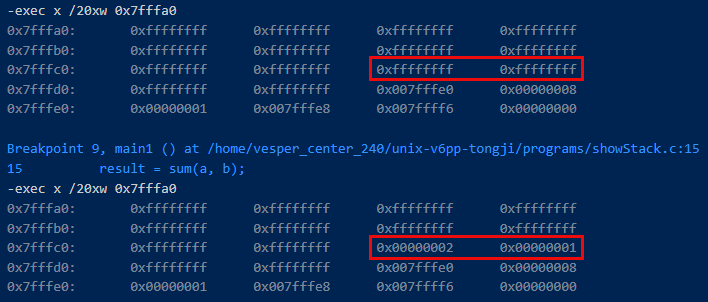 -exec x /20xw 0x7fffa0
0x7fffa0: 0xffffffff 0xffffffff 0xffffffff 0xffffffff
0x7fffb0: 0xffffffff 0xffffffff 0xffffffff 0xffffffff
0x7fffc0: 0xffffffff 0xffffffff 0xffffffff 0xffffffff
0x7fffd0: 0xffffffff 0xffffffff 0x007fffe0 0x00000008
0x7fffe0: 0x00000001 0x007fffe8 0x007ffff6 0x00000000
Breakpoint 9, main1 () at /home/vesper_center_240/unix-v6pp-tongji/programs/showStack.c:15
15 result = sum(a, b);
-exec x /20xw 0x7fffa0
0x7fffa0: 0xffffffff 0xffffffff 0xffffffff 0xffffffff
0x7fffb0: 0xffffffff 0xffffffff 0xffffffff 0xffffffff
0x7fffc0: 0xffffffff 0xffffffff 0x00000002 0x00000001
0x7fffd0: 0xffffffff 0xffffffff 0x007fffe0 0x00000008
0x7fffe0: 0x00000001 0x007fffe8 0x007ffff6 0x00000000